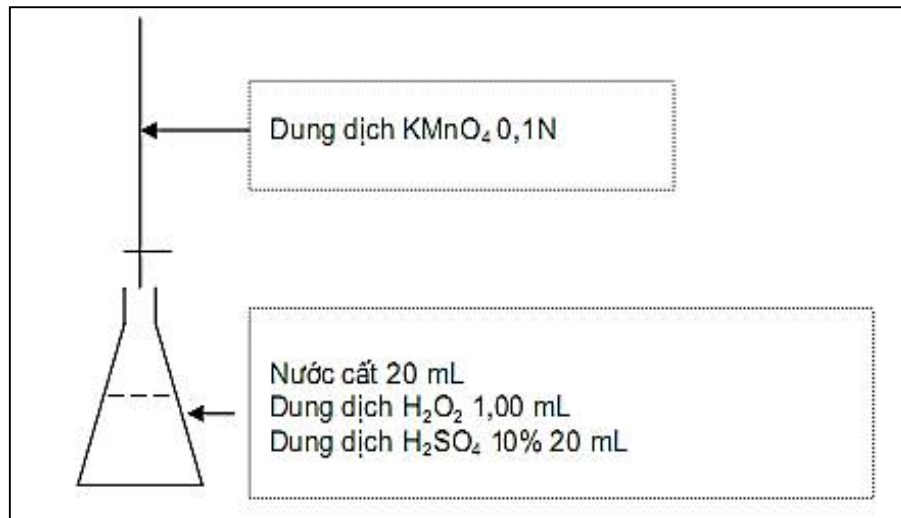 Dung dịch KMnO₄ 0,1N
Nước cất 20 mL
Dung dịch H₂O₂ 1,00 mL
Dung dịch H₂SO₄ 10% 20 mL